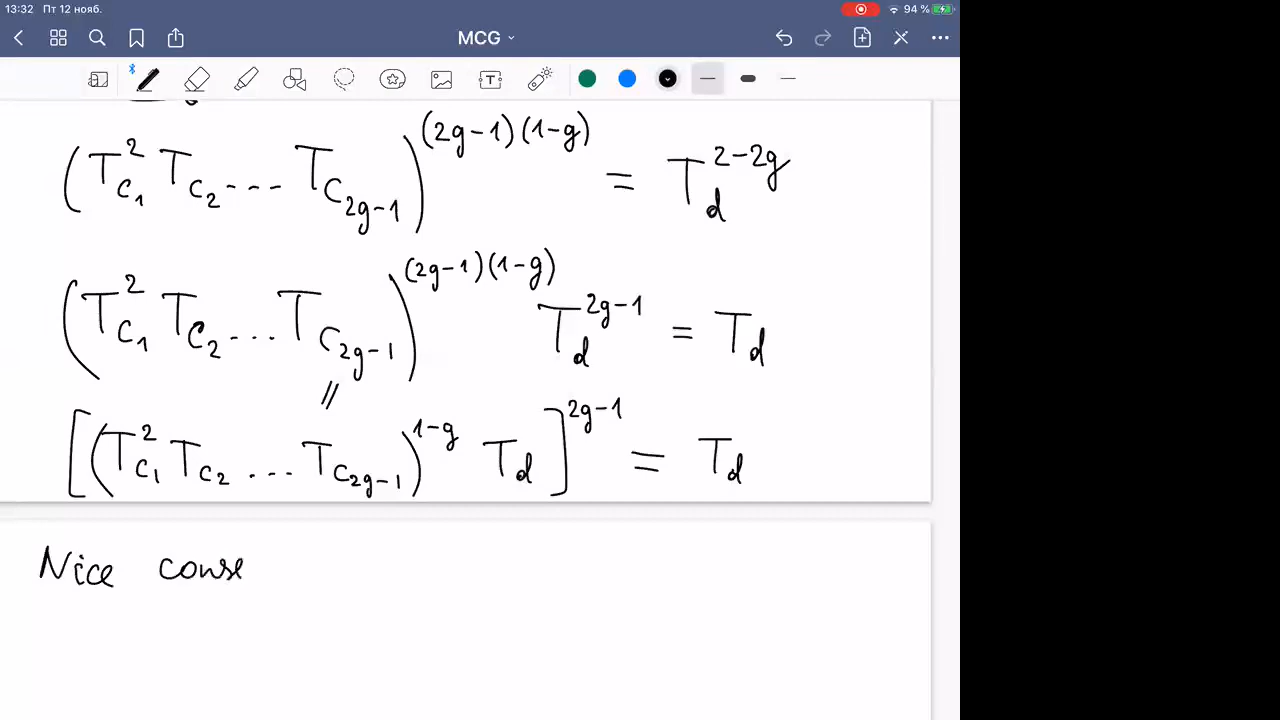 13:32 Пт 12 нояб. 94 %
MCG
T
(T_{c_1}^2 T_{c_2} ---- T_{c_{2g-1}})^{(2g-1)(1-g)} = T_d^{2-2g}
(T_{c_1}^2 T_{c_2} ... T_{c_{2g-1}})^{(2g-1)(1-g)} T_d^{2g-1} = T_d
//
[(T_{c_1}^2 T_{c_2} ... T_{c_{2g-1}})^{1-g} T_d]^{2g-1} = T_d
Nice conse